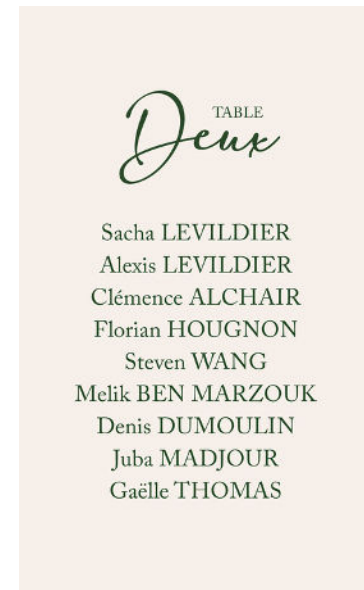 TABLE
Deux
Sacha LEVILDIER
Alexis LEVILDIER
Clémence ALCHAIR
Florian HOUGNON
Steven WANG
Melik BEN MARZOUK
Denis DUMOULIN
Juba MADJOUR
Gaëlle THOMAS